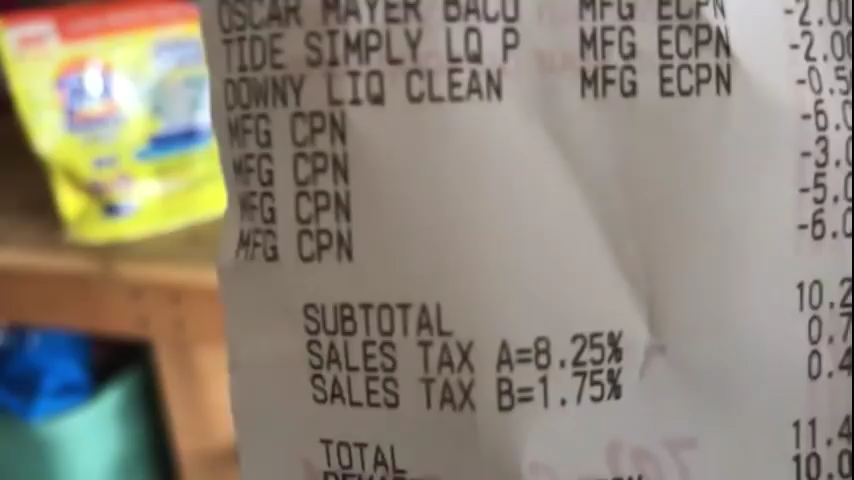 OSCAR MAYER BACO MFG ECPN -2.00
TIDE SIMPLY LQ P MFG ECPN -2.00
DOWNY LIQ CLEAN MFG ECPN -0.5
MFG CPN -6.0
MFG CPN -3.0
MFG CPN -5.0
MFG CPN -6.0
SUBTOTAL 10.2
SALES TAX A=8.25% 0.7
SALES TAX B=1.75% 0.4
TOTAL 11.4
10.0